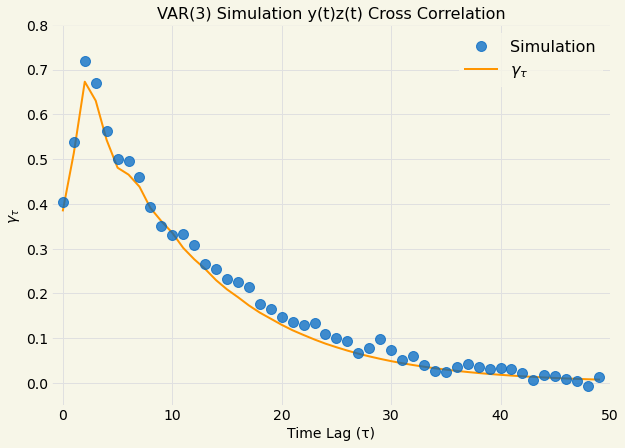 VAR(3) Simulation y(t)z(t) Cross Correlation
Simulation
γτ
γτ
0.8
0.7
0.6
0.5
0.4
0.3
0.2
0.1
0.0
0 10 20 30 40 50
Time Lag (τ)